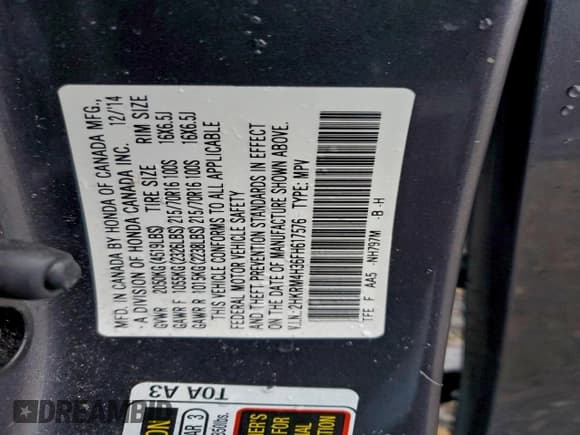 MFD. IN CANADA BY HONDA OF CANADA MFG.,
A DIVISION OF HONDA CANADA INC. 12/14
GVWR 2050KG(4519LBS) TIRE SIZE RIM SIZE
GAWR F 1055KG(2326LBS) 215/70R16 100S 16X6.5J
GAWR R 1015KG(2238LBS) 215/70R16 100S 16X6.5J
THIS VEHICLE CONFORMS TO ALL APPLICABLE
FEDERAL MOTOR VEHICLE SAFETY
AND THEFT PREVENTION STANDARDS IN EFFECT
ON THE DATE OF MANUFACTURE SHOWN ABOVE.
V.I.N.: 2HKRM4H36FH617576 TYPE: MPV
TFE F AA5 -NH797M -B -H
T0A A3
DREAMBID